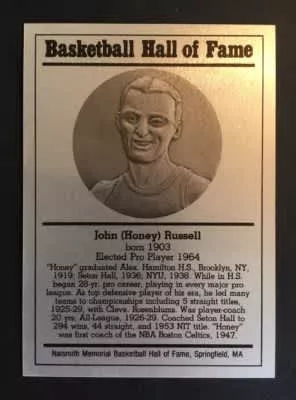 Basketball Hall of Fame
John (Honey) Russell
born 1903
Elected Pro Player 1964
"Honey" graduated Alex. Hamilton H.S., Brooklyn, NY,
1919; Seton Hall, 1936; NYU, 1938. While in H.S.
began 28-yr. pro career, playing in every major pro
league. As top defensive player of his era, he led many
teams to championships including 5 straight titles,
1925-29, with Cleve. Rosenblums. Was player-coach
20 yrs, All-League, 1926-29. Coached Seton Hall to
294 wins, 44 straight, and 1953 NIT title. "Honey"
was first coach of the NBA Boston Celtics, 1947.
Naismith Memorial Basketball Hall of Fame, Springfield, MA